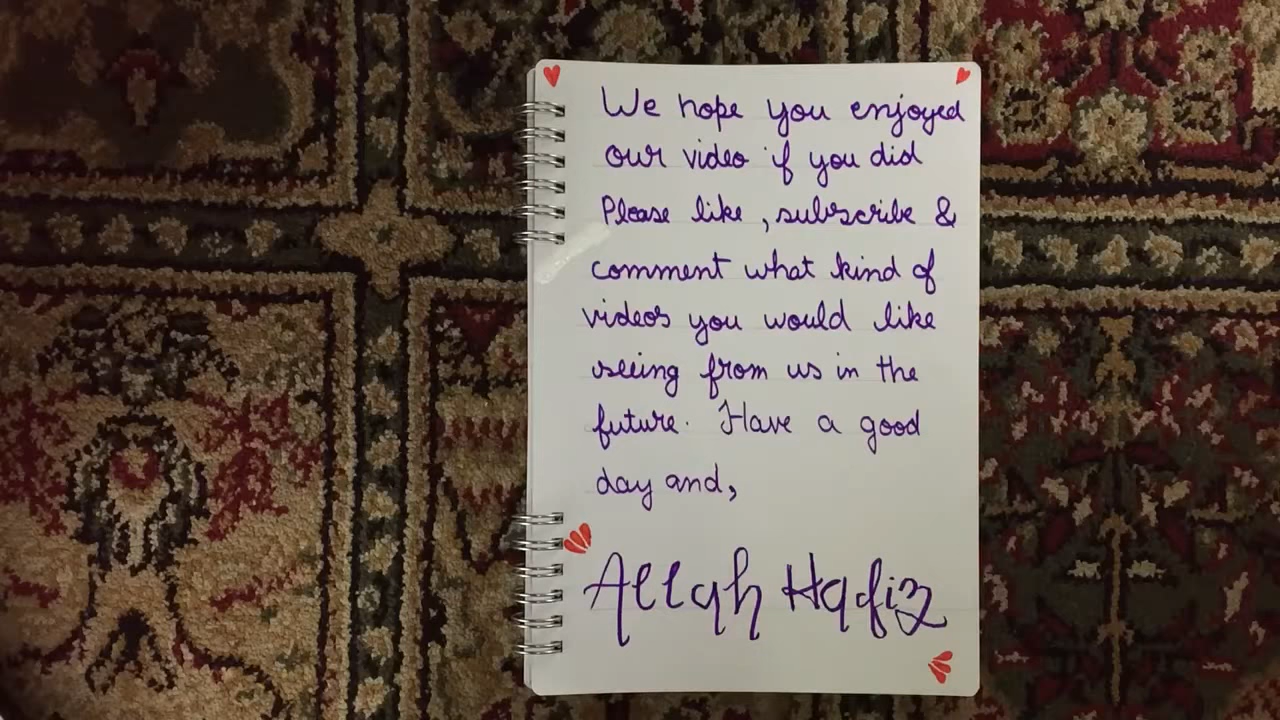 We hope you enjoyed
our video if you did
Please like, subscribe &
comment what kind of
videos you would like
seeing from us in the
future. Have a good
day and,
Allah Hafiz